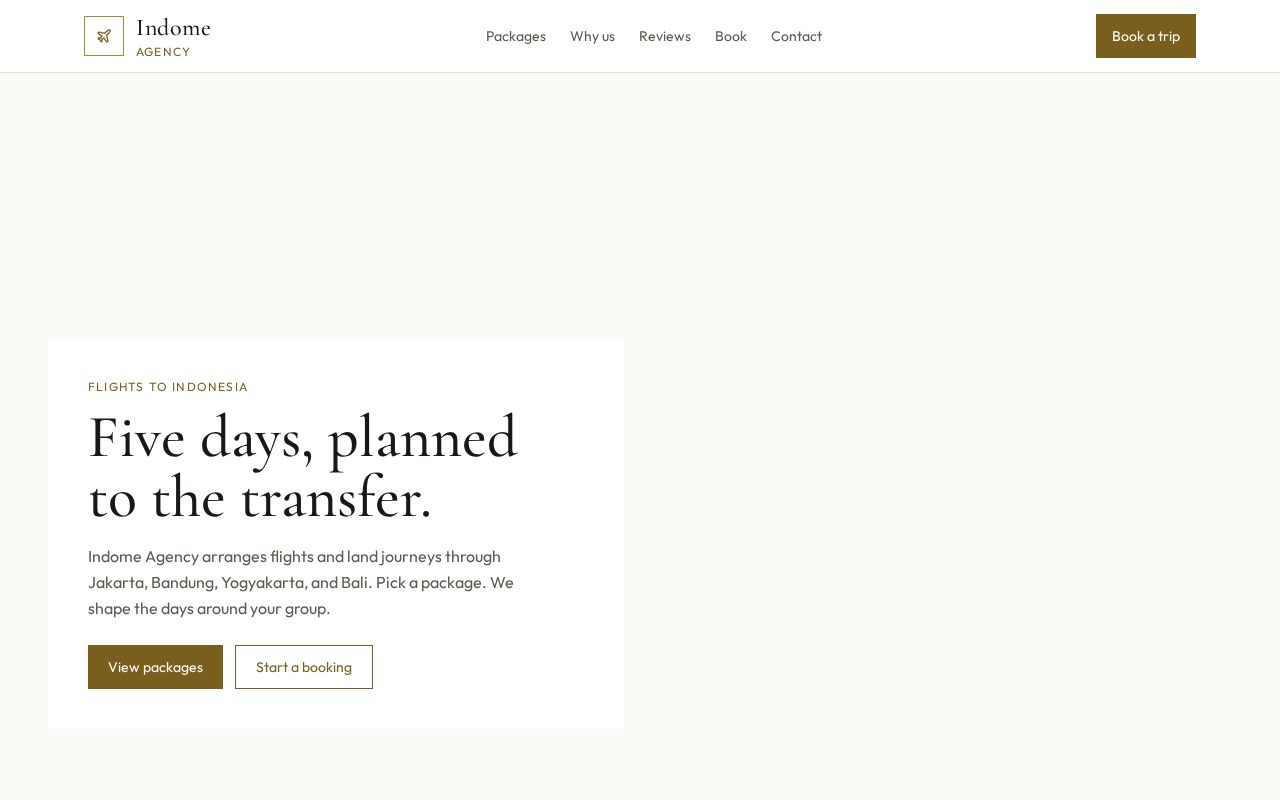 Indome
AGENCY
Packages
Why us
Reviews
Book
Contact
Book a trip
FLIGHTS TO INDONESIA
Five days, planned
to the transfer.
Indome Agency arranges flights and land journeys through
Jakarta, Bandung, Yogyakarta, and Bali. Pick a package. We
shape the days around your group.
View packages
Start a booking